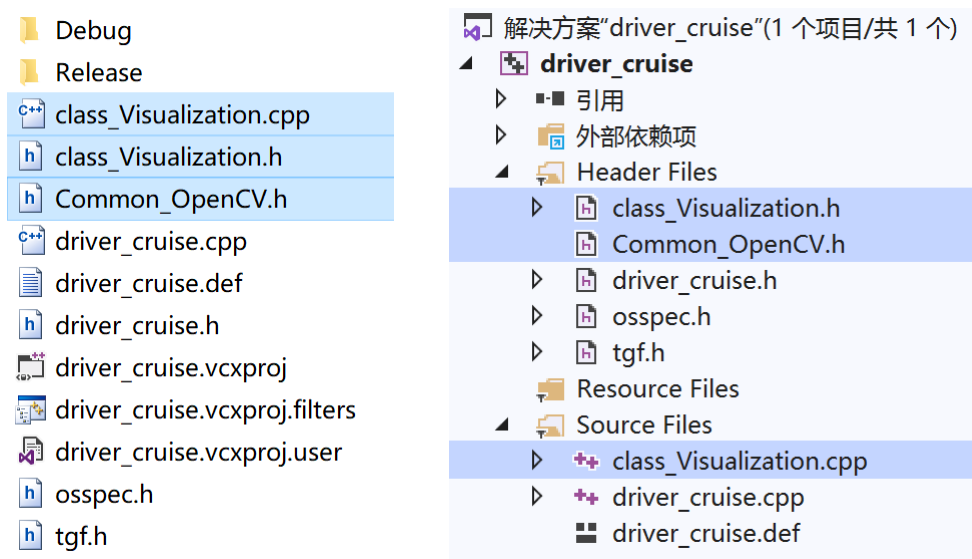 Debug
Release
class_Visualization.cpp
class_Visualization.h
Common_OpenCV.h
driver_cruise.cpp
driver_cruise.def
driver_cruise.h
driver_cruise.vcxproj
driver_cruise.vcxproj.filters
driver_cruise.vcxproj.user
osspec.h
tgf.h
解决方案“driver_cruise”(1 个项目/共 1 个)
driver_cruise
引用
外部依赖项
Header Files
class_Visualization.h
Common_OpenCV.h
driver_cruise.h
osspec.h
tgf.h
Resource Files
Source Files
class_Visualization.cpp
driver_cruise.cpp
driver_cruise.def